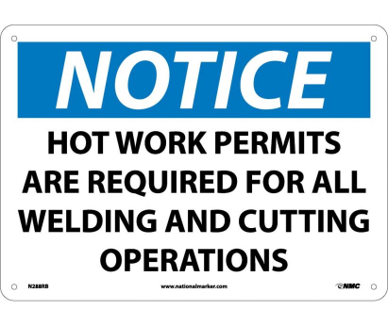 NOTICE
HOT WORK PERMITS
ARE REQUIRED FOR ALL
WELDING AND CUTTING
OPERATIONS
N288RB www.nationalmarker.com NMC